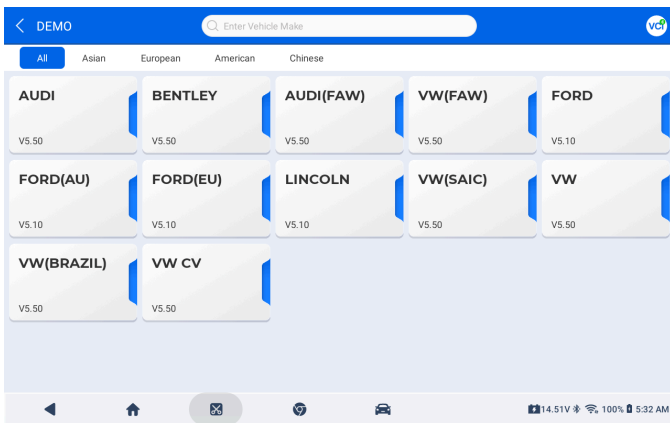 DEMO
Enter Vehicle Make
VCI
All Asian European American Chinese
AUDI BENTLEY AUDI(FAW) VW(FAW) FORD
V5.50 V5.50 V5.50 V5.50 V5.10
FORD(AU) FORD(EU) LINCOLN VW(SAIC) VW
V5.10 V5.10 V5.10 V5.50 V5.50
VW(BRAZIL) VW CV
V5.50 V5.50
14.51V 100% 5:32 AM